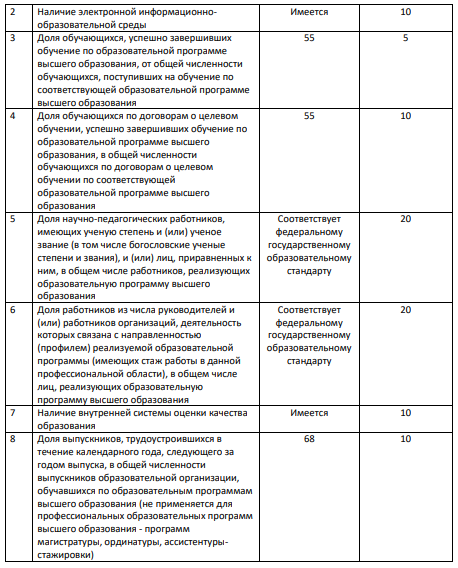 2 Наличие электронной информационно- Имеется 10
образовательной среды
3 Доля обучающихся, успешно завершивших 55 5
обучение по образовательной программе
высшего образования, от общей численности
обучающихся, поступивших на обучение по
соответствующей образовательной программе
высшего образования
4 Доля обучающихся по договорам о целевом 55 10
обучении, успешно завершивших обучение по
образовательной программе высшего
образования, в общей численности
обучающихся по договорам о целевом
обучении по соответствующей
образовательной программе высшего
образования
5 Доля научно-педагогических работников, Соответствует 20
имеющих ученую степень и (или) ученое федеральному
звание (в том числе богословские ученые государственному
степени и звания), и (или) лиц, приравненных к образовательному
ним, в общем числе работников, реализующих стандарту
образовательную программу высшего
образования
6 Доля работников из числа руководителей и Соответствует 20
(или) работников организаций, деятельность федеральному
которых связана с направленностью государственному
(профилем) реализуемой образовательной образовательному
программы (имеющих стаж работы в данной стандарту
профессиональной области), в общем числе
лиц, реализующих образовательную
программу высшего образования
7 Наличие внутренней системы оценки качества Имеется 10
образования
8 Доля выпускников, трудоустроившихся в 68 10
течение календарного года, следующего за
годом выпуска, в общей численности
выпускников образовательной организации,
обучавшихся по образовательным программам
высшего образования (не применяется для
профессиональных образовательных программ
высшего образования - программ
магистратуры, ординатуры, ассистентуры-
стажировки)